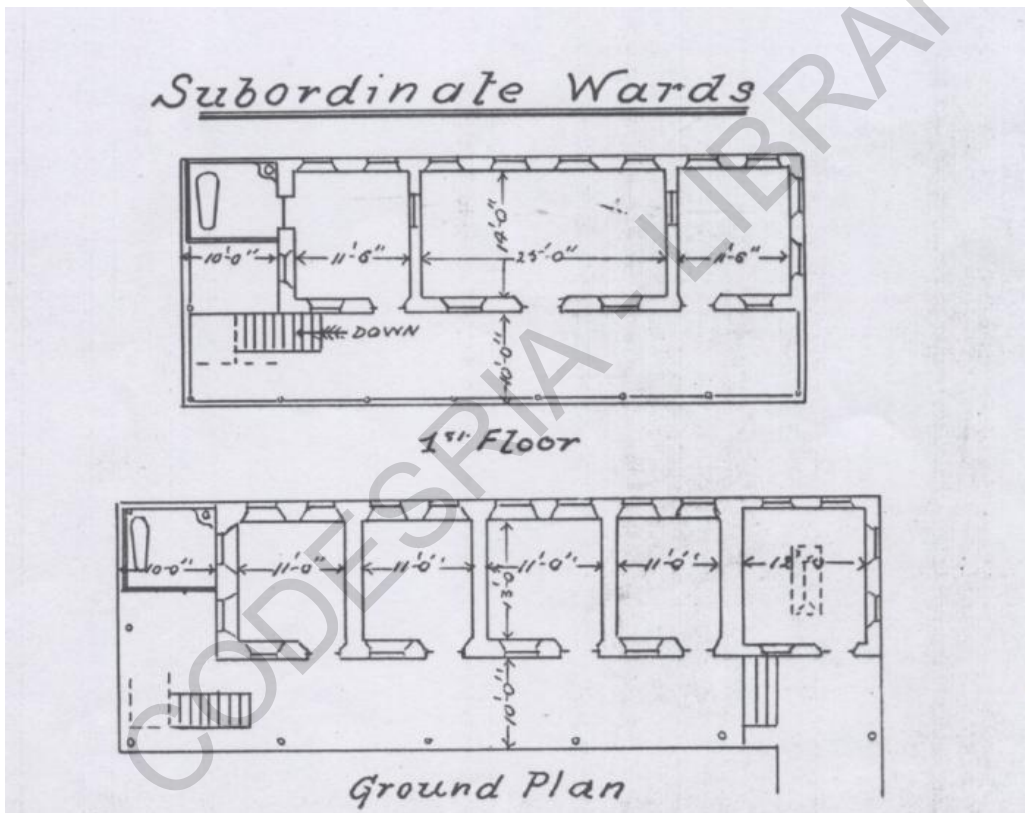 Subordinate Wards
10'0" 11'6" 14'0" 25'-0" 11'6"
DOWN
10'0"
1st Floor
10-0" 11'-0" 11'-0" 13'0" 11'-0" 11'-0"
10'0"
Ground Plan
CODESRIA - LIBRAR